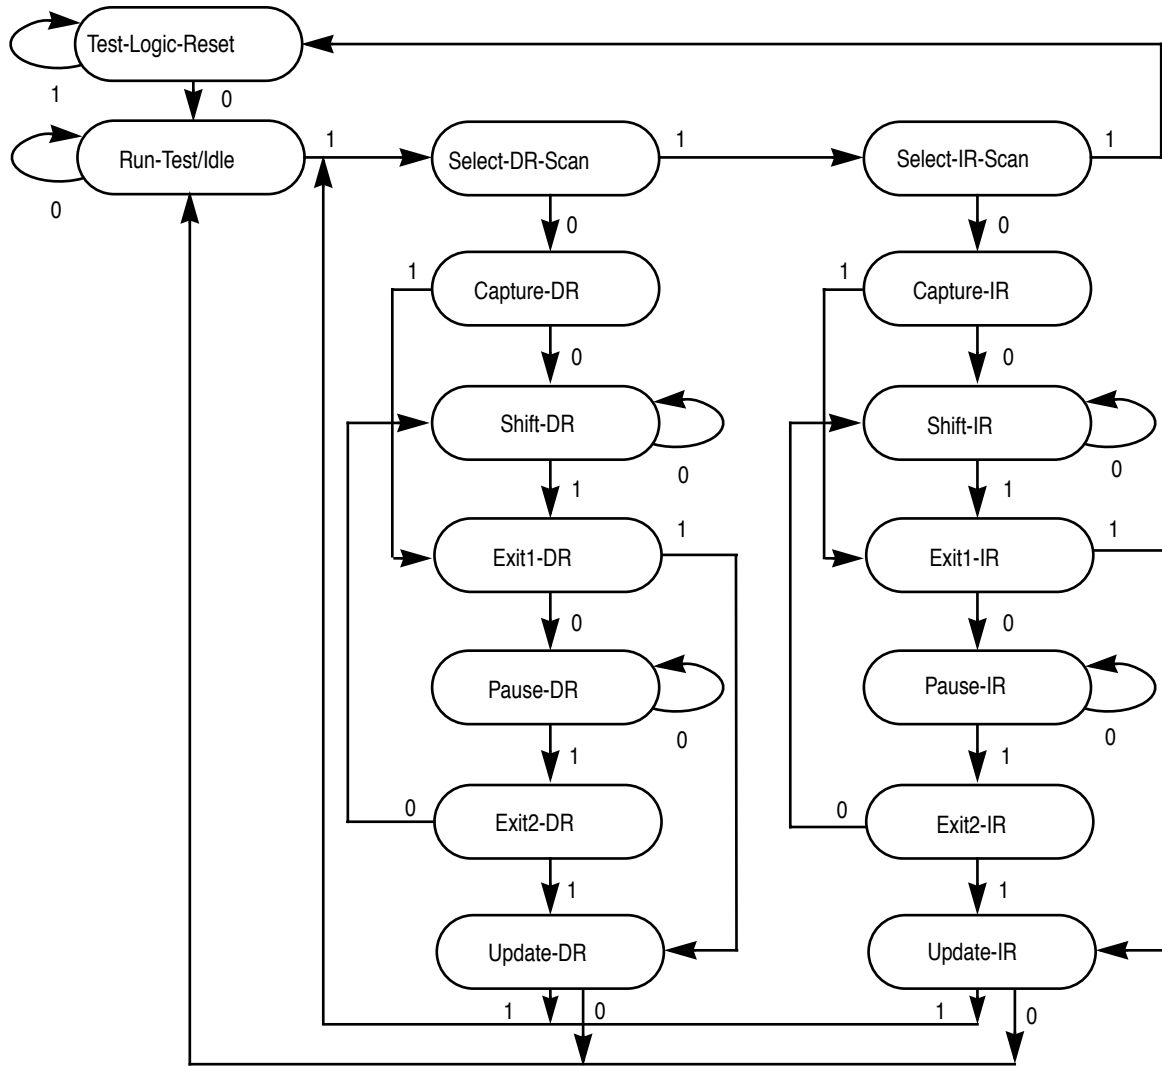 Test-Logic-Reset
1
0
Run-Test/Idle
1
Select-DR-Scan
1
Select-IR-Scan
1
0
0
0
1
Capture-DR
1
Capture-IR
0
0
Shift-DR
Shift-IR
0
0
1
1
Exit1-DR
1
Exit1-IR
1
0
0
Pause-DR
Pause-IR
0
0
1
1
0
Exit2-DR
0
Exit2-IR
1
1
Update-DR
Update-IR
1
0
1
0